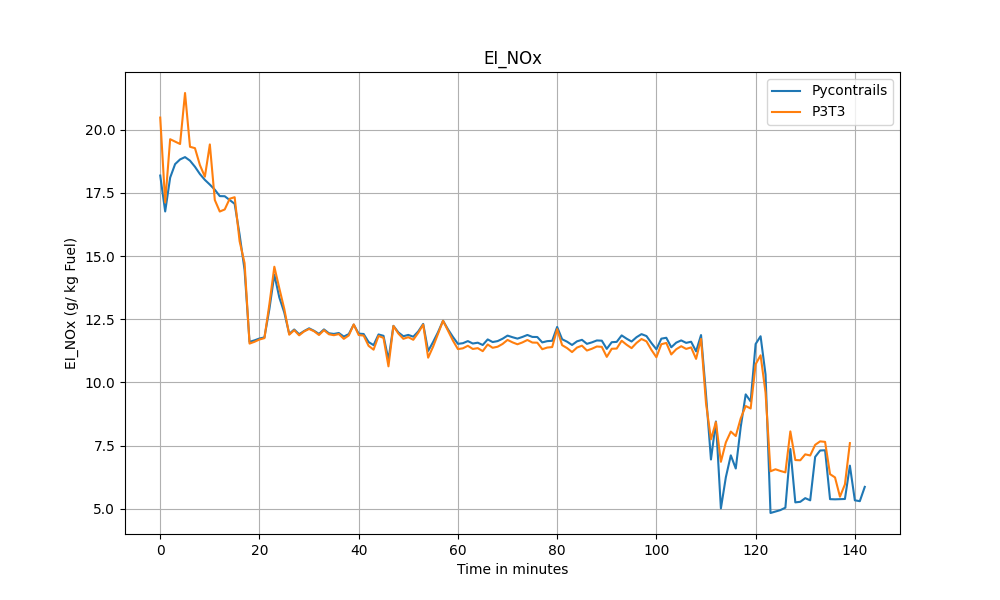 EI_NOx
Pycontrails
P3T3
EI_NOx (g/ kg Fuel)
20.0
17.5
15.0
12.5
10.0
7.5
5.0
0 20 40 60 80 100 120 140
Time in minutes